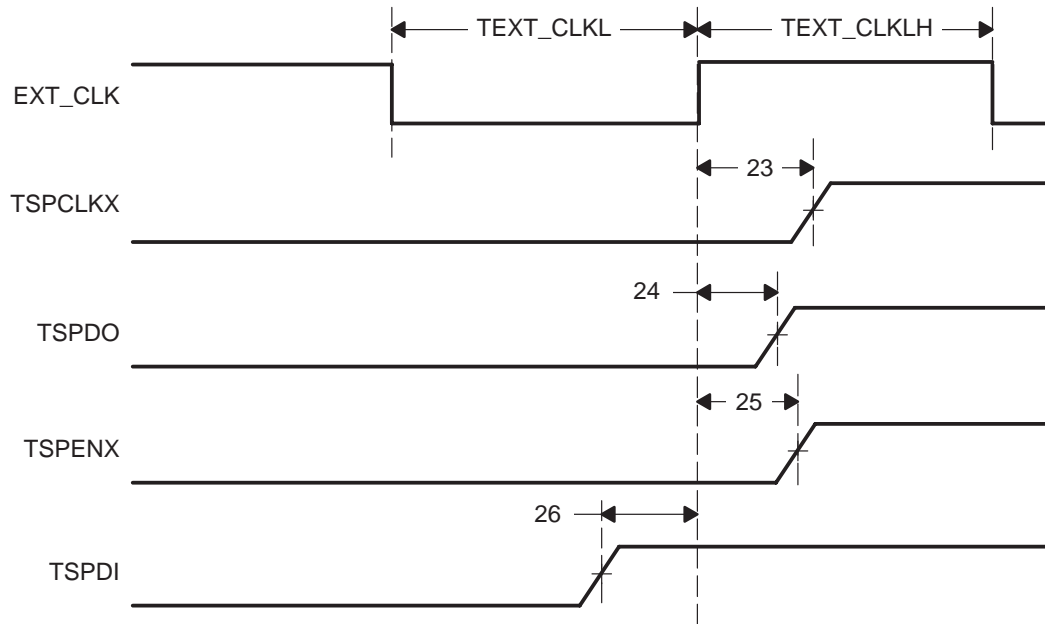 TEXT_CLKL
TEXT_CLKLH
EXT_CLK
23
TSPCLKX
24
TSPDO
25
TSPENX
26
TSPDI